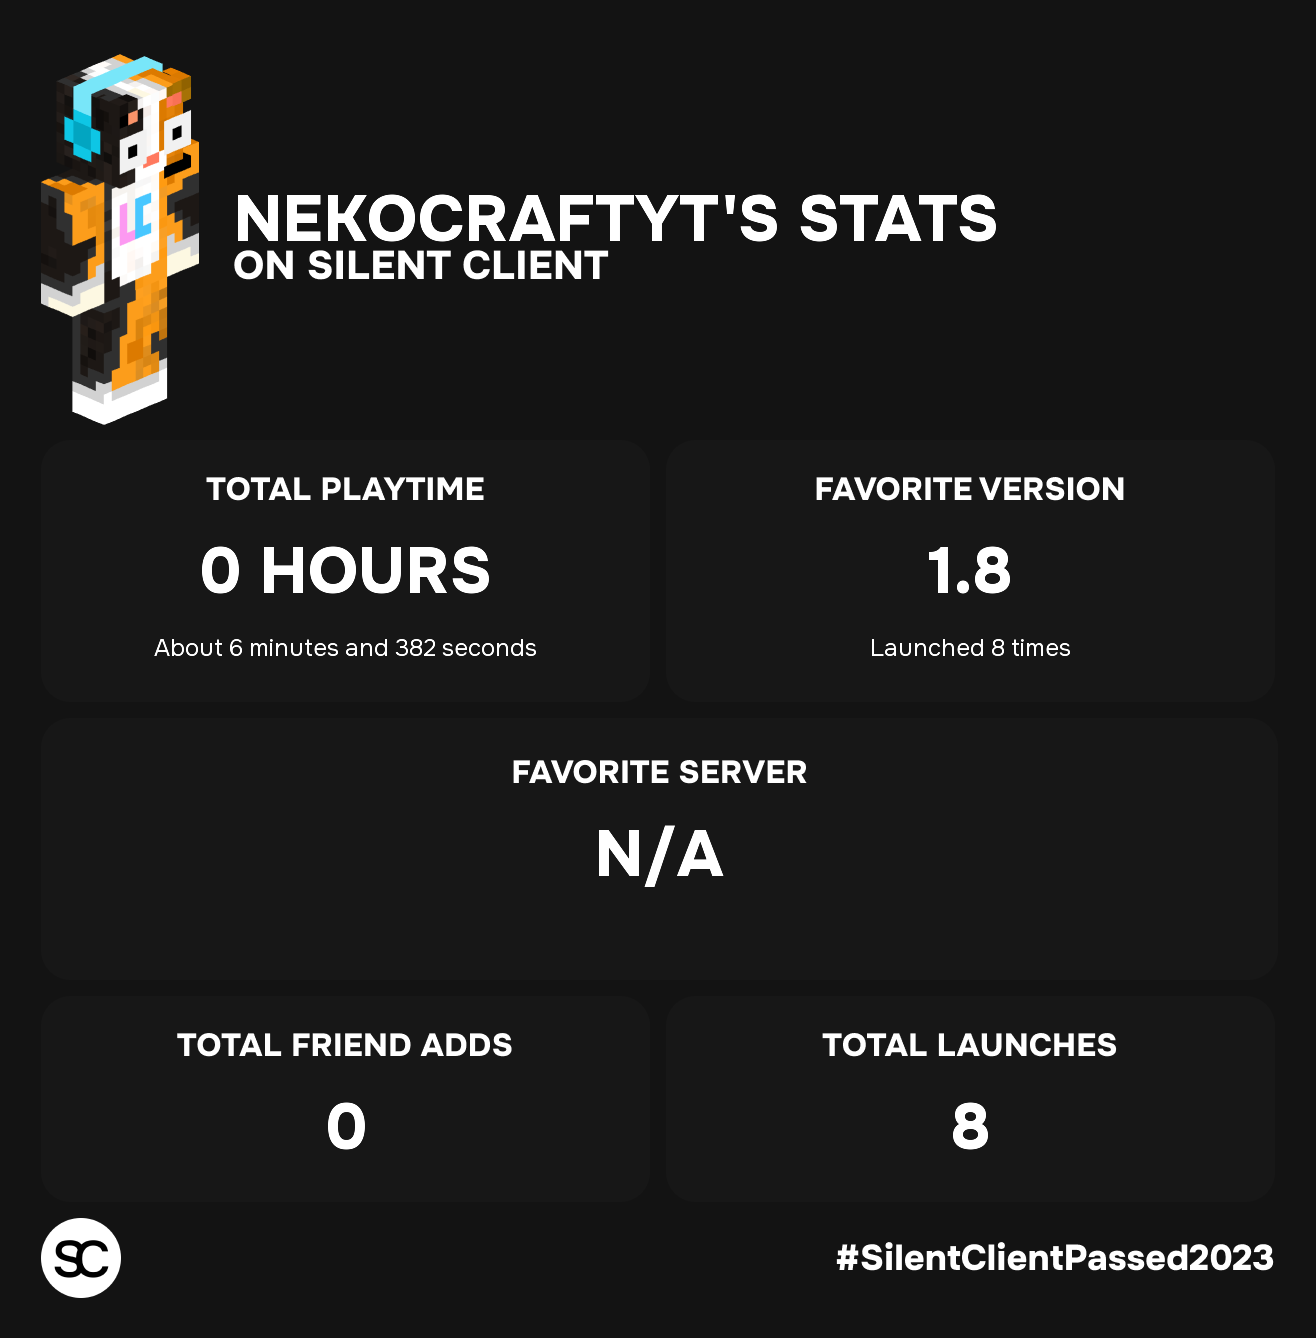 NEKOCRAFTYT'S STATS
ON SILENT CLIENT
TOTAL PLAYTIME
0 HOURS
About 6 minutes and 382 seconds
FAVORITE VERSION
1.8
Launched 8 times
FAVORITE SERVER
N/A
TOTAL FRIEND ADDS
0
TOTAL LAUNCHES
8
SC
#SilentClientPassed2023